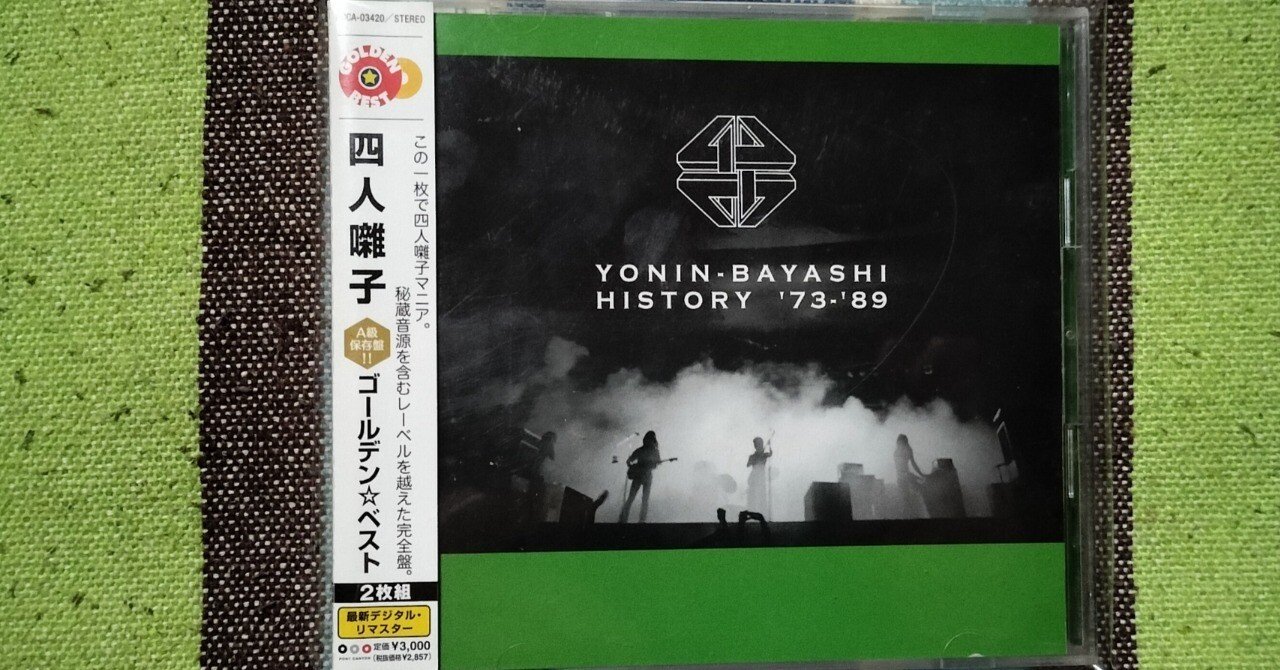 CA-03420/STEREO
GOLDEN
BEST
この一枚で四人囃子マニア。
秘蔵音源を含むレーベルを越えた完全盤。
四人囃子
A級
保存盤
!!
ゴールデン☆ベスト
2枚組
最新デジタル・
リマスター
定価¥3,000
(税抜価格¥2,857)
PONY CANYON
YONIN-BAYASHI
HISTORY '73-'89